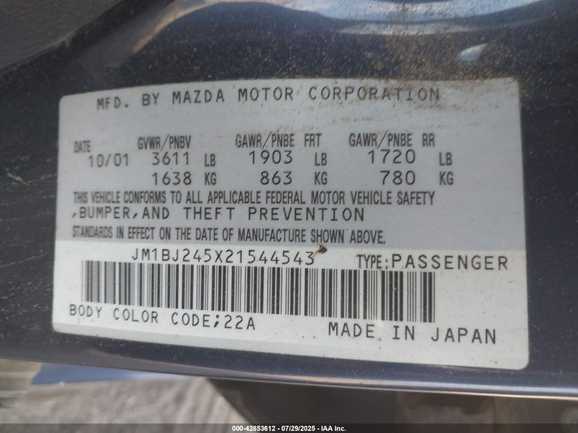 MFD. BY MAZDA MOTOR CORPORATION
DATE GVWR/PNBV GAWR/PNBE FRT GAWR/PNBE RR
10/01 3611 LB 1903 LB 1720 LB
1638 KG 863 KG 780 KG
THIS VEHICLE CONFORMS TO ALL APPLICABLE FEDERAL MOTOR VEHICLE SAFETY
,BUMPER,AND THEFT PREVENTION
STANDARDS IN EFFECT ON THE DATE OF MANUFACTURE SHOWN ABOVE.
JM1BJ245X21544543 TYPE:PASSENGER
BODY COLOR CODE;22A
MADE IN JAPAN
000-42853612 - 07/29/2025 - IAA Inc.